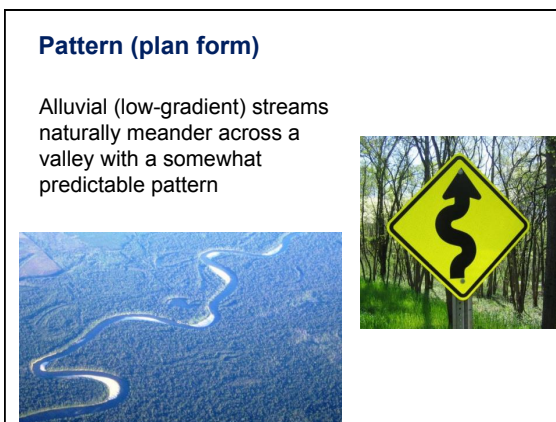 Pattern (plan form)
Alluvial (low-gradient) streams
naturally meander across a
valley with a somewhat
predictable pattern